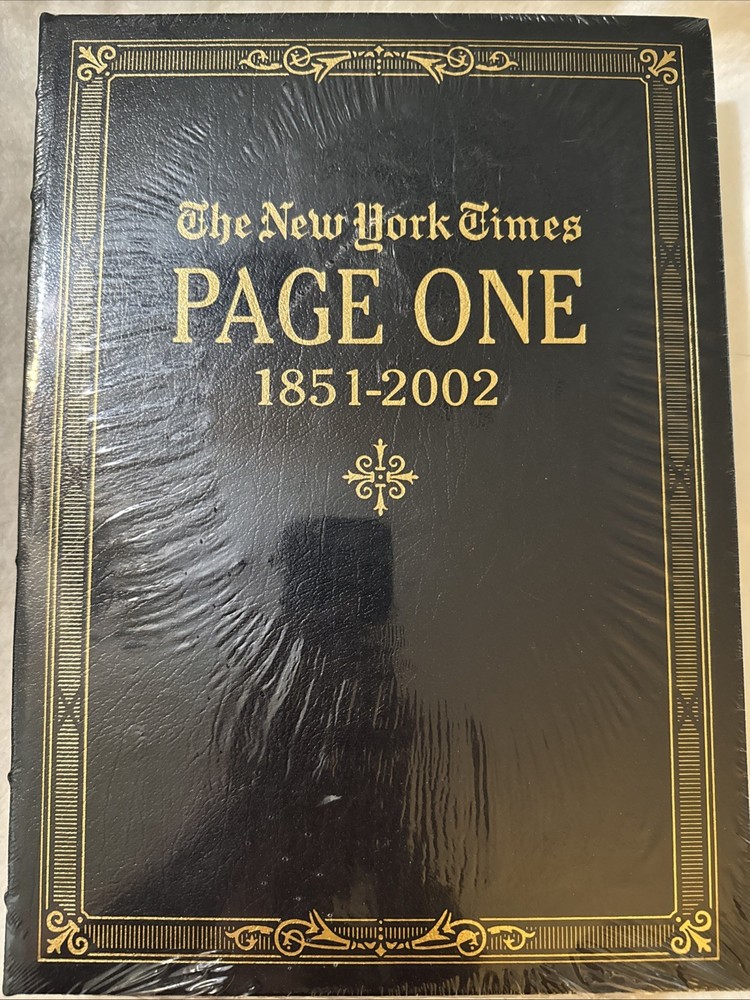 The New York Times
PAGE ONE
1851-2002